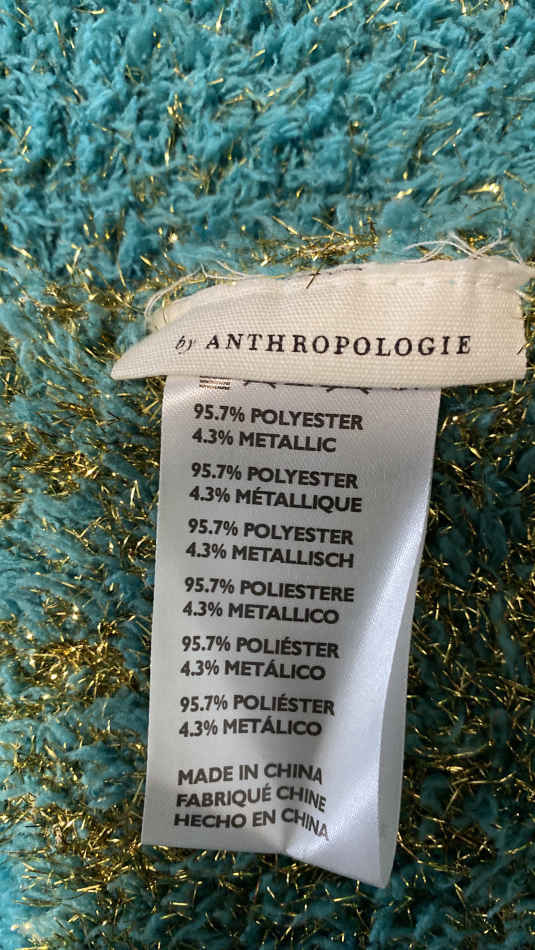 by ANTHROPOLOGIE
95.7% POLYESTER
4.3% METALLIC
95.7% POLYESTER
4.3% MÉTALLIQUE
95.7% POLYESTER
4.3% METALLISCH
95.7% POLIESTERE
4.3% METALLICO
95.7% POLIÉSTER
4.3% METÁLICO
95.7% POLIÉSTER
4.3% METÁLICO
MADE IN CHINA
FABRIQUÉ CHINE
HECHO EN CHINA